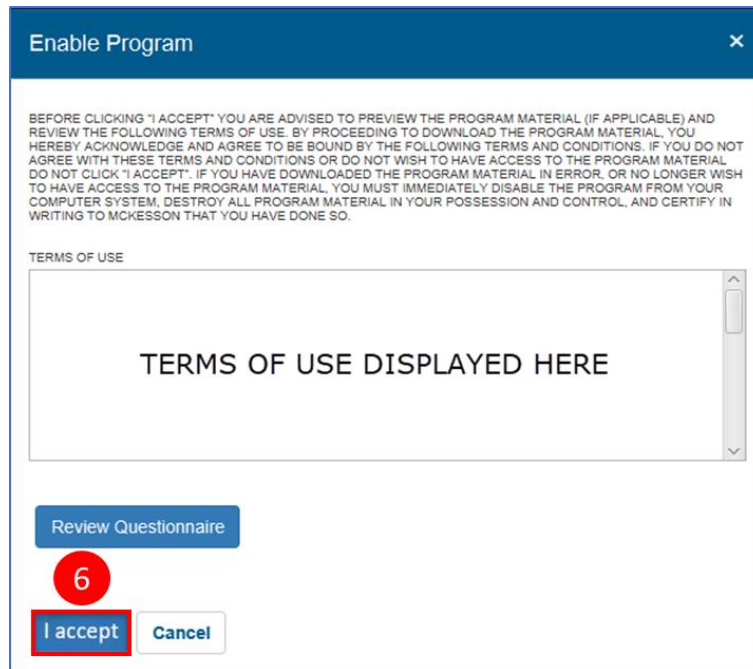 Enable Program ×
BEFORE CLICKING "I ACCEPT" YOU ARE ADVISED TO PREVIEW THE PROGRAM MATERIAL (IF APPLICABLE) AND
REVIEW THE FOLLOWING TERMS OF USE. BY PROCEEDING TO DOWNLOAD THE PROGRAM MATERIAL, YOU
HEREBY ACKNOWLEDGE AND AGREE TO BE BOUND BY THE FOLLOWING TERMS AND CONDITIONS. IF YOU DO NOT
AGREE WITH THESE TERMS AND CONDITIONS OR DO NOT WISH TO HAVE ACCESS TO THE PROGRAM MATERIAL
DO NOT CLICK "I ACCEPT". IF YOU HAVE DOWNLOADED THE PROGRAM MATERIAL IN ERROR, OR NO LONGER WISH
TO HAVE ACCESS TO THE PROGRAM MATERIAL, YOU MUST IMMEDIATELY DISABLE THE PROGRAM FROM YOUR
COMPUTER SYSTEM, DESTROY ALL PROGRAM MATERIAL IN YOUR POSSESSION AND CONTROL, AND CERTIFY IN
WRITING TO MCKESSON THAT YOU HAVE DONE SO.
TERMS OF USE
TERMS OF USE DISPLAYED HERE
Review Questionnaire
6
I accept Cancel